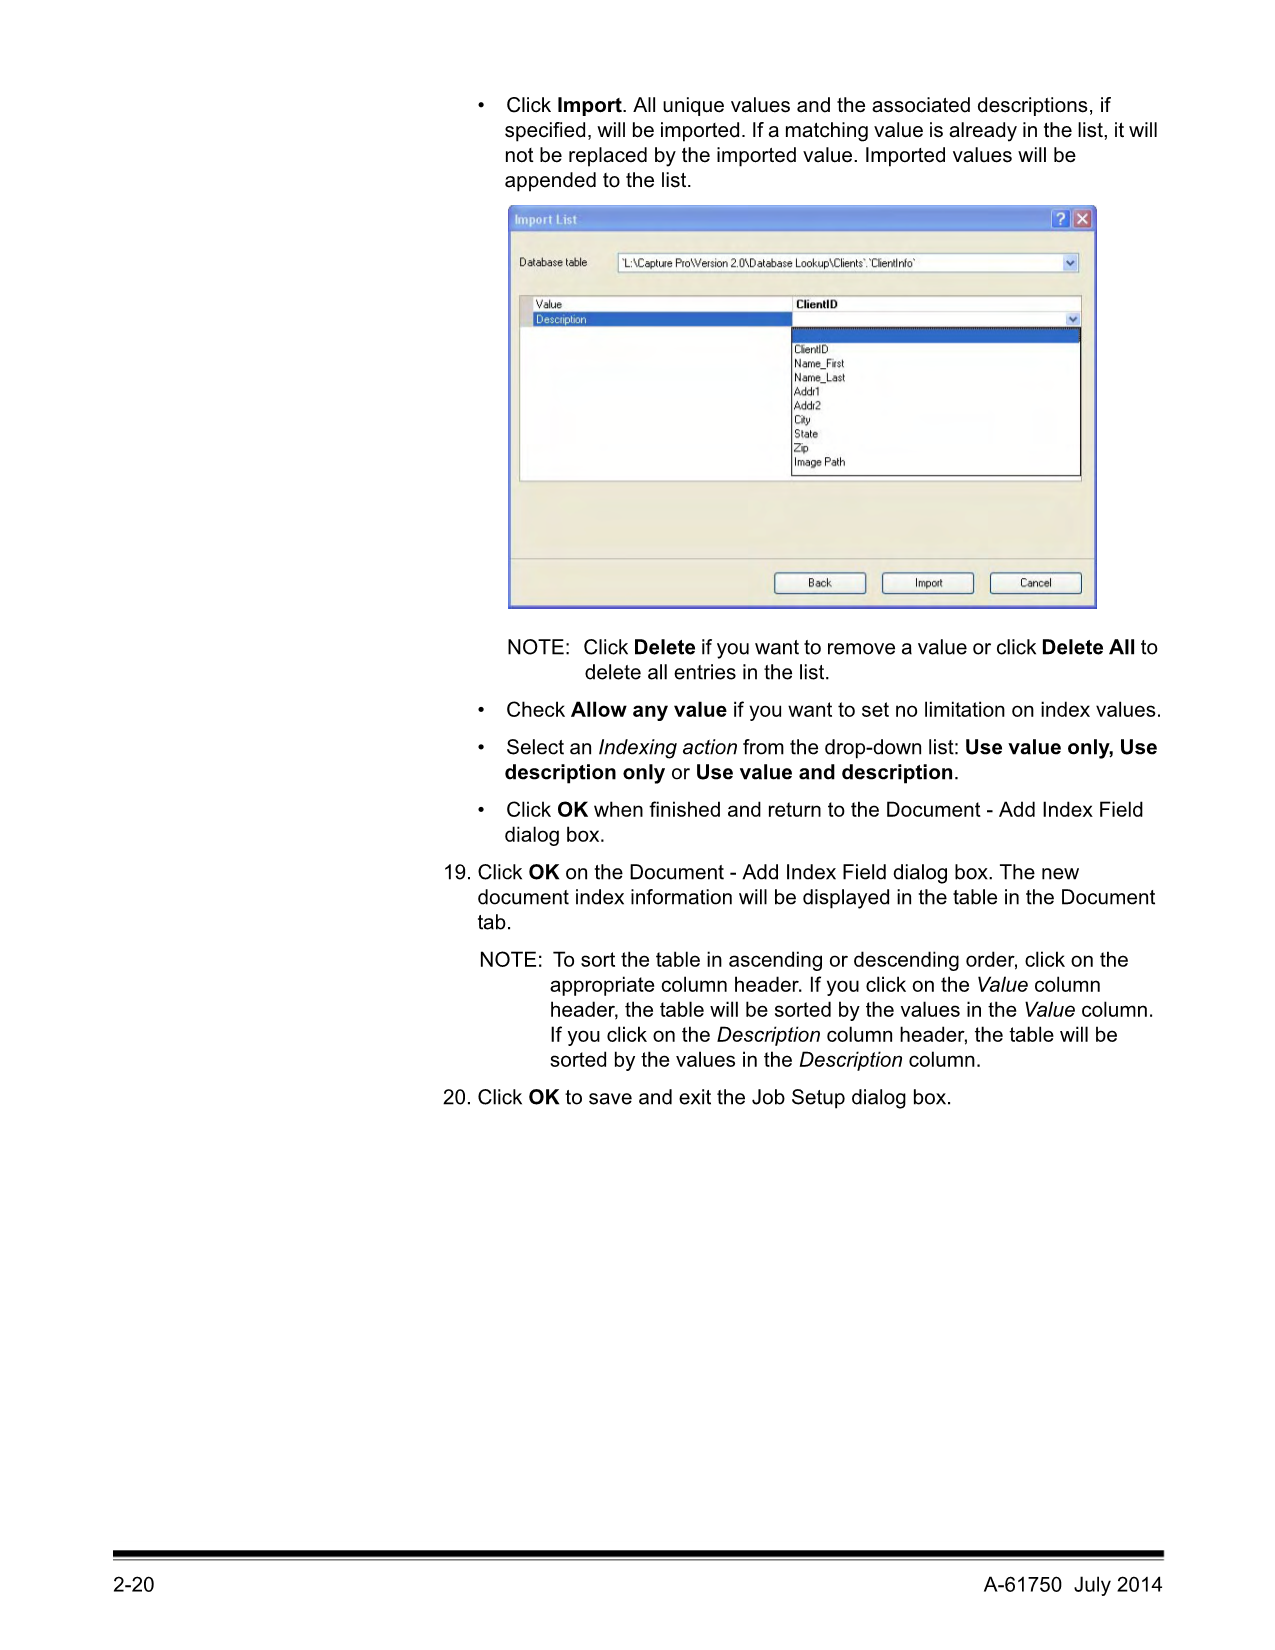 • Click Import. All unique values and the associated descriptions, if
specified, will be imported. If a matching value is already in the list, it will
not be replaced by the imported value. Imported values will be
appended to the list.
Import List
Database table `L:\Capture Pro\Version 2.0\Database Lookup\Clients`.`ClientInfo`
Value ClientID
Description
ClientID
Name_First
Name_Last
Addr1
Addr2
City
State
Zip
Image Path
Back Import Cancel
NOTE: Click Delete if you want to remove a value or click Delete All to
delete all entries in the list.
• Check Allow any value if you want to set no limitation on index values.
• Select an Indexing action from the drop-down list: Use value only, Use
description only or Use value and description.
• Click OK when finished and return to the Document - Add Index Field
dialog box.
19. Click OK on the Document - Add Index Field dialog box. The new
document index information will be displayed in the table in the Document
tab.
NOTE: To sort the table in ascending or descending order, click on the
appropriate column header. If you click on the Value column
header, the table will be sorted by the values in the Value column.
If you click on the Description column header, the table will be
sorted by the values in the Description column.
20. Click OK to save and exit the Job Setup dialog box.
2-20 A-61750 July 2014